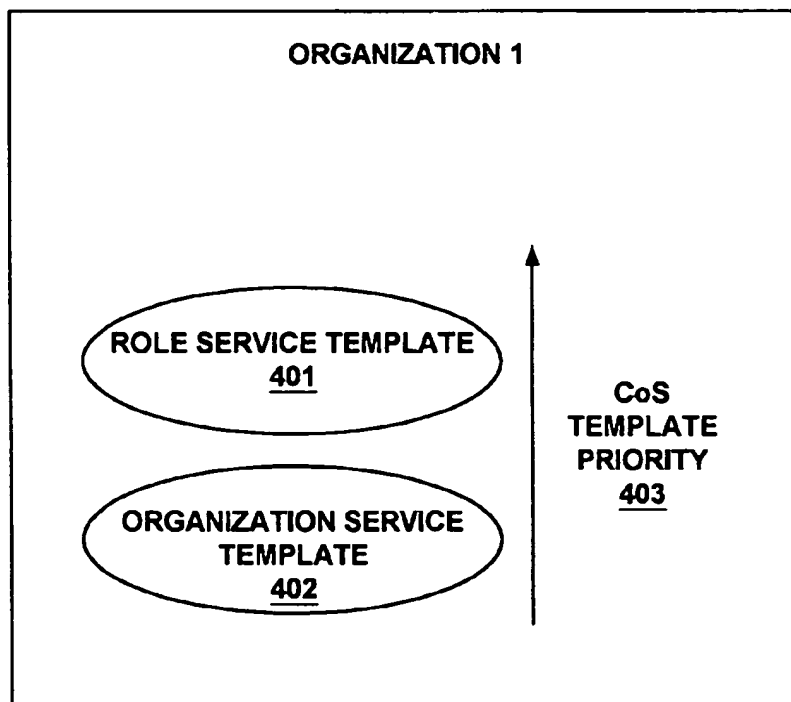 ORGANIZATION 1
ROLE SERVICE TEMPLATE
401
ORGANIZATION SERVICE
TEMPLATE
402
CoS
TEMPLATE
PRIORITY
403